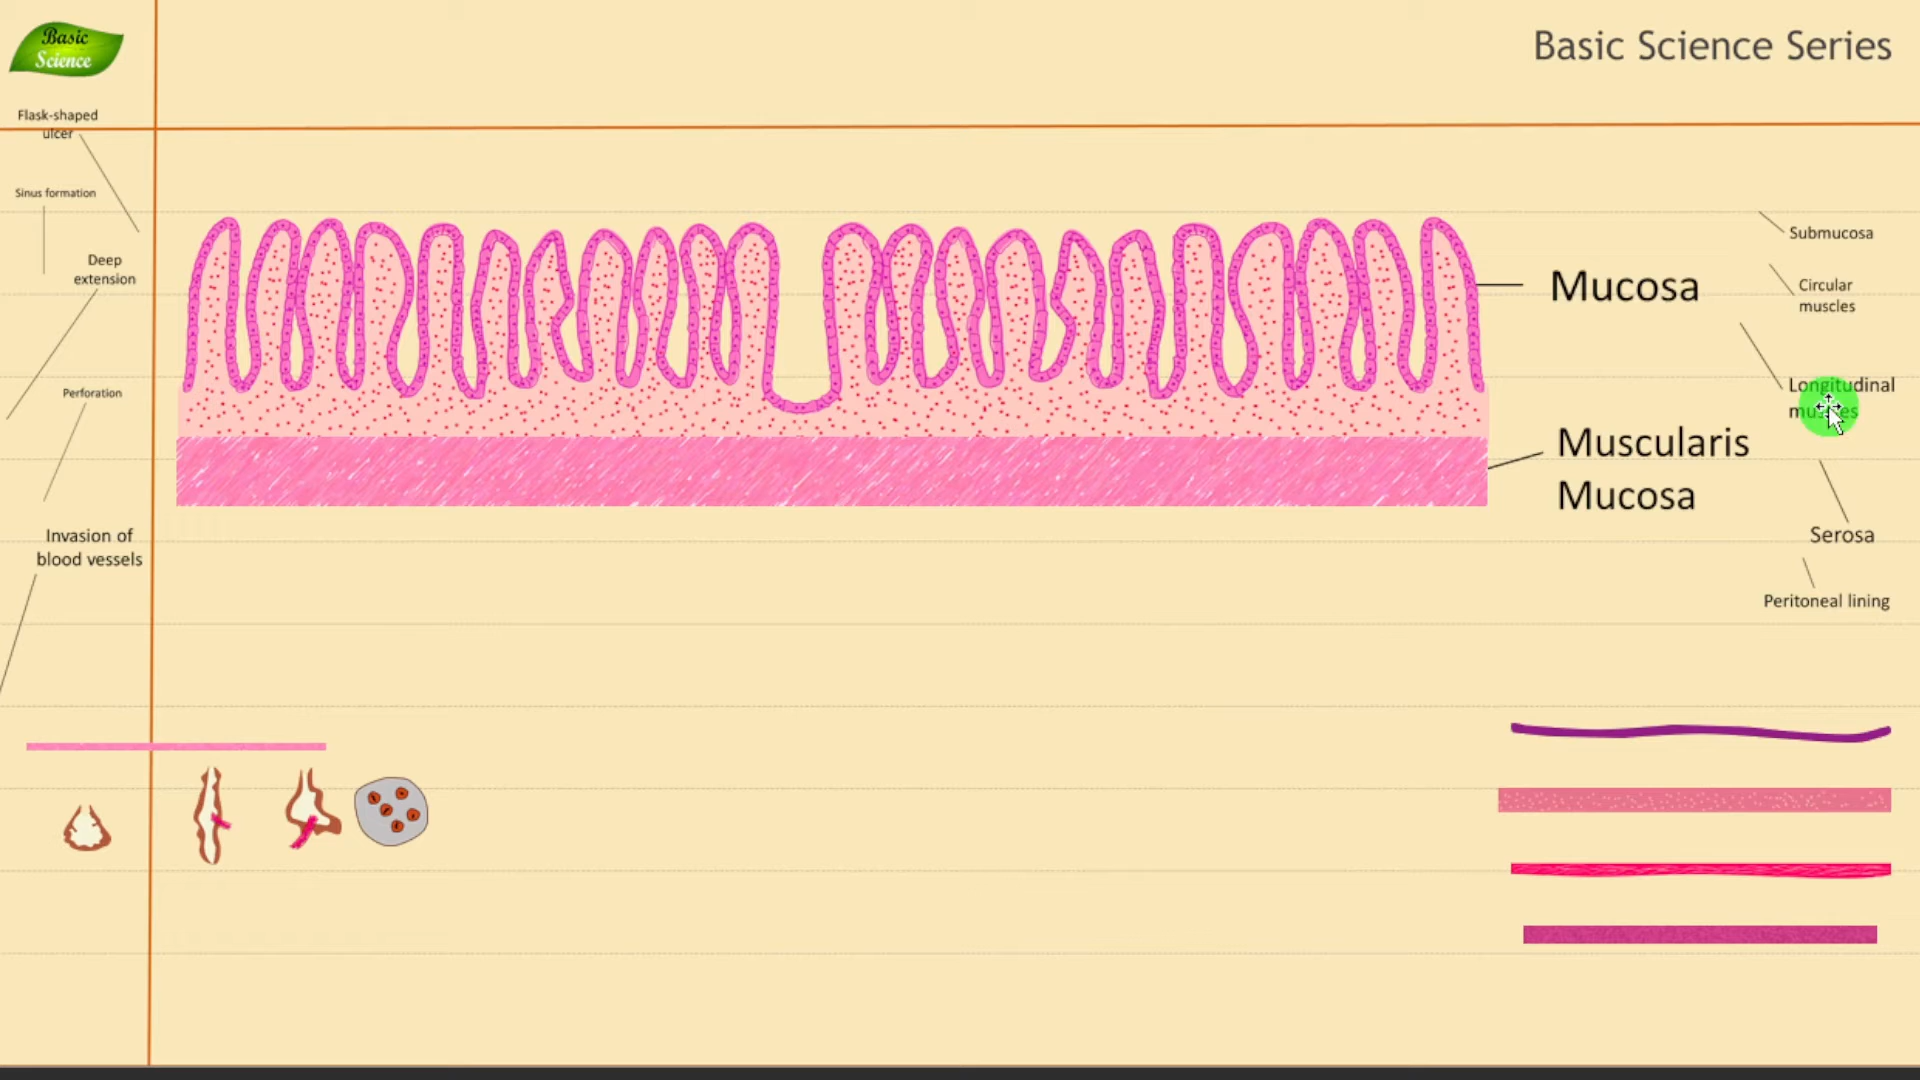 Basic
Science
Basic Science Series
Flask-shaped
ulcer
Sinus formation
Deep
extension
Perforation
Invasion of
blood vessels
Mucosa
Muscularis
Mucosa
Submucosa
Circular
muscles
Longitudinal
muscles
Serosa
Peritoneal lining